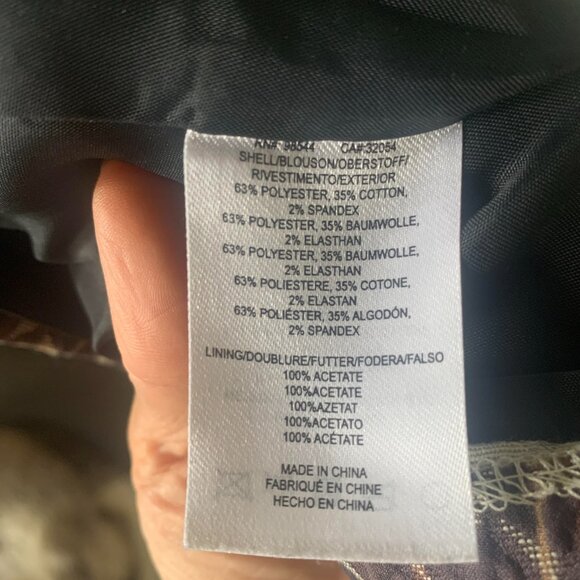 RN#: 98544 CA#:32054
SHELL/BLOUSON/OBERSTOFF/
RIVESTIMENTO/EXTERIOR
63% POLYESTER, 35% COTTON,
2% SPANDEX
63% POLYESTER, 35% BAUMWOLLE,
2% ELASTHAN
63% POLYESTER, 35% BAUMWOLLE,
2% ELASTHAN
63% POLIESTERE, 35% COTONE,
2% ELASTAN
63% POLIÉSTER, 35% ALGODÓN,
2% SPANDEX
LINING/DOUBLURE/FUTTER/FODERA/FALSO
100% ACETATE
100% ACETATE
100%AZETAT
100% ACETATO
100% ACÉTATE
MADE IN CHINA
FABRIQUÉ EN CHINE
HECHO EN CHINA